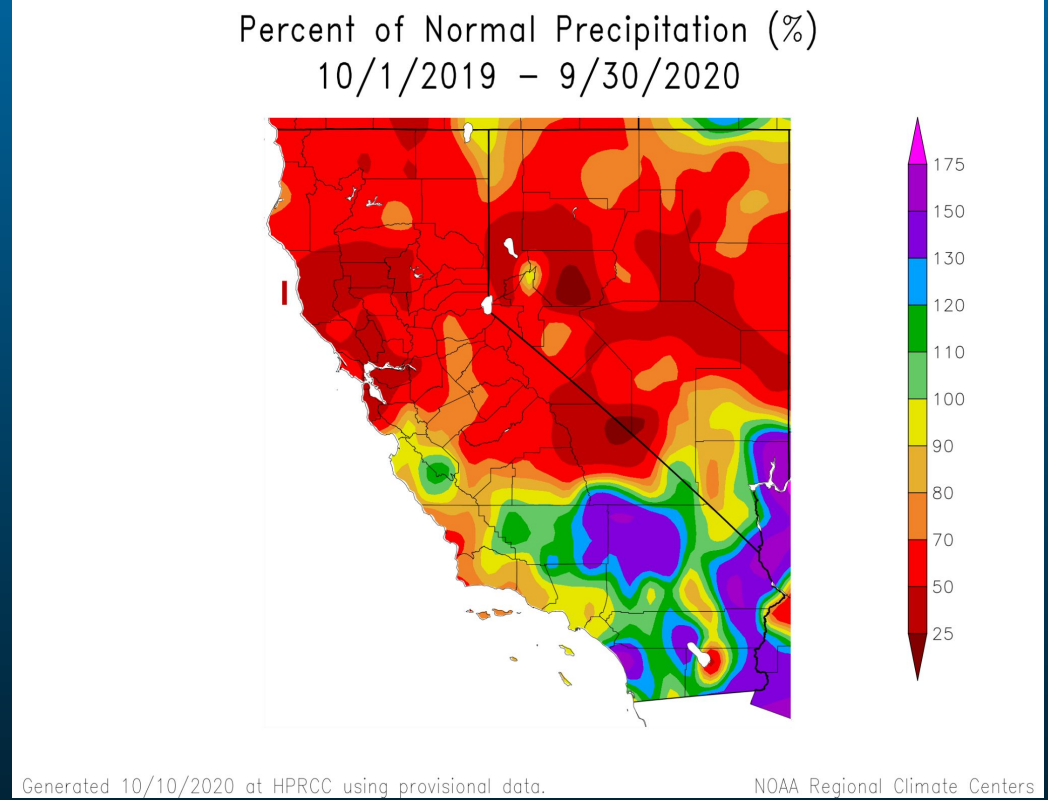 Percent of Normal Precipitation (%)
10/1/2019 – 9/30/2020
175
150
130
120
110
100
90
80
70
50
25
Generated 10/10/2020 at HPRCC using provisional data.
NOAA Regional Climate Centers